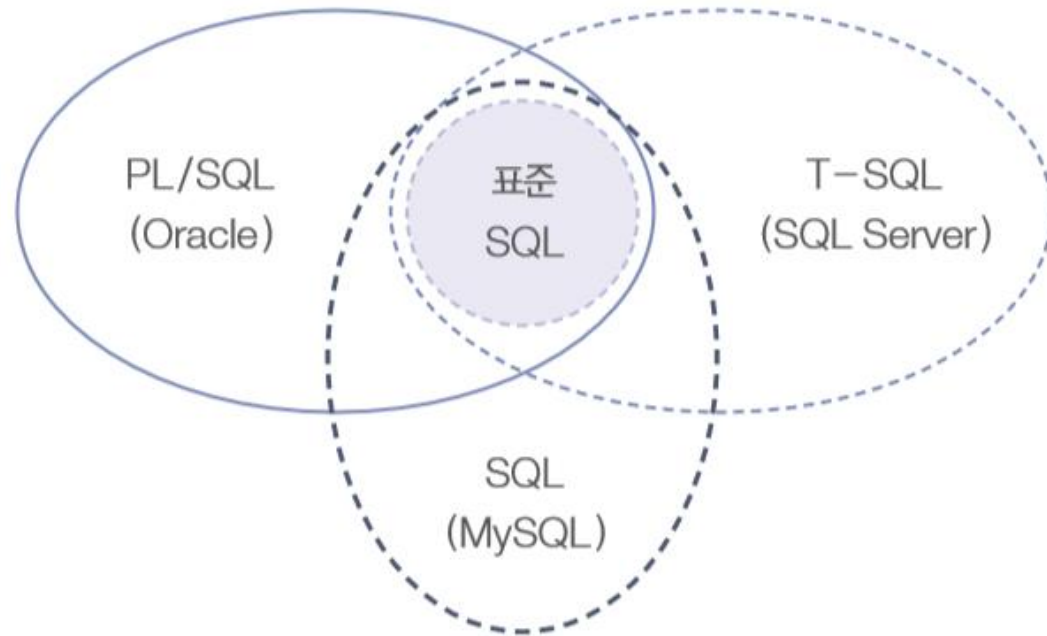 PL/SQL
(Oracle)
표준
SQL
T-SQL
(SQL Server)
SQL
(MySQL)